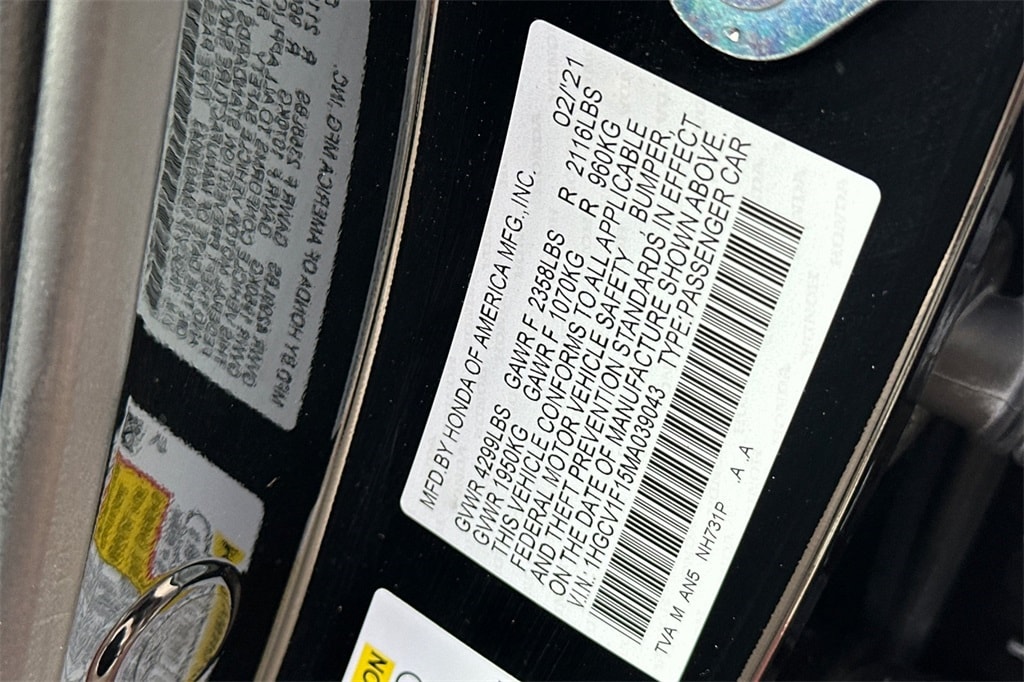 MFD.BY HONDA OF AMERICA MFG.,INC. 02/'21
GVWR 4299LBS GAWR F 2358LBS R 2116LBS
GVWR 1950KG GAWR F 1070KG R 960KG
THIS VEHICLE CONFORMS TO ALL APPLICABLE
FEDERAL MOTOR VEHICLE SAFETY, BUMPER,
AND THEFT PREVENTION STANDARDS IN EFFECT
ON THE DATE OF MANUFACTURE SHOWN ABOVE.
V.I.N.: 1HGCV1F15MA039043 TYPE:PASSENGER CAR
TVA M AN5 NH731P .A A